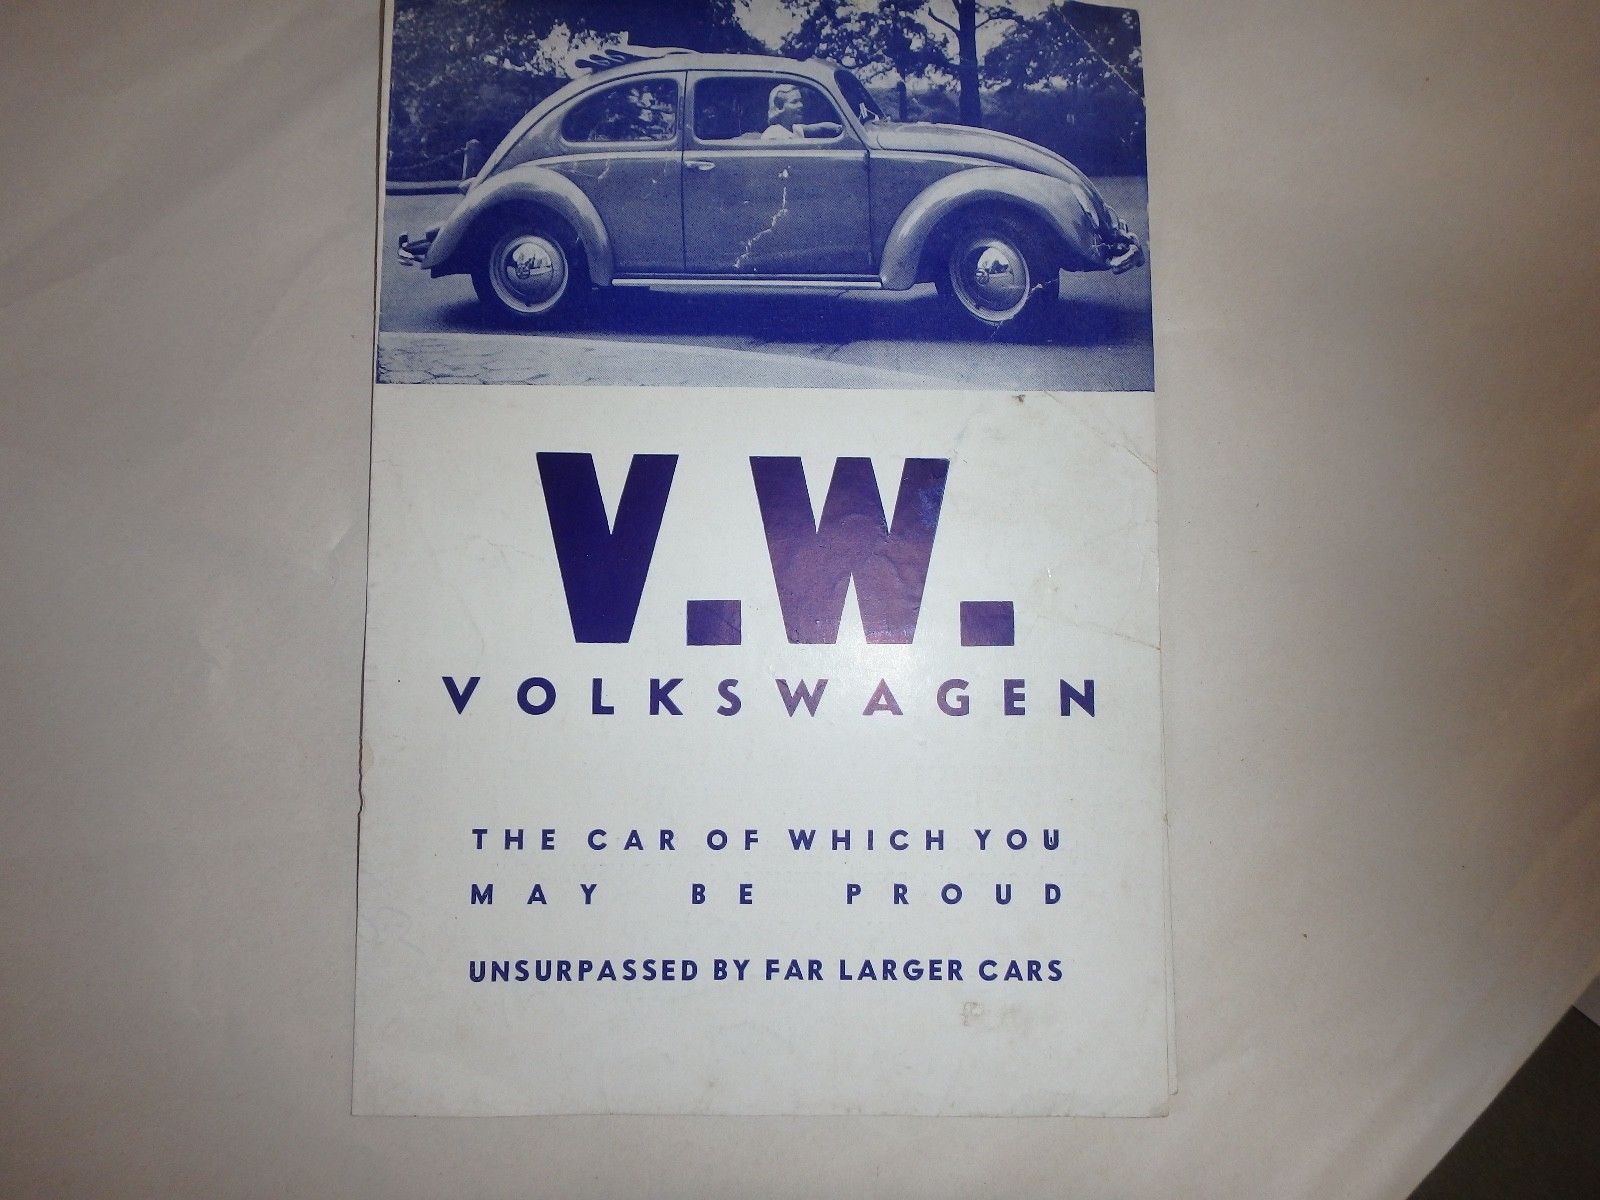 V.W.
VOLKSWAGEN
THE CAR OF WHICH YOU
MAY BE PROUD
UNSURPASSED BY FAR LARGER CARS